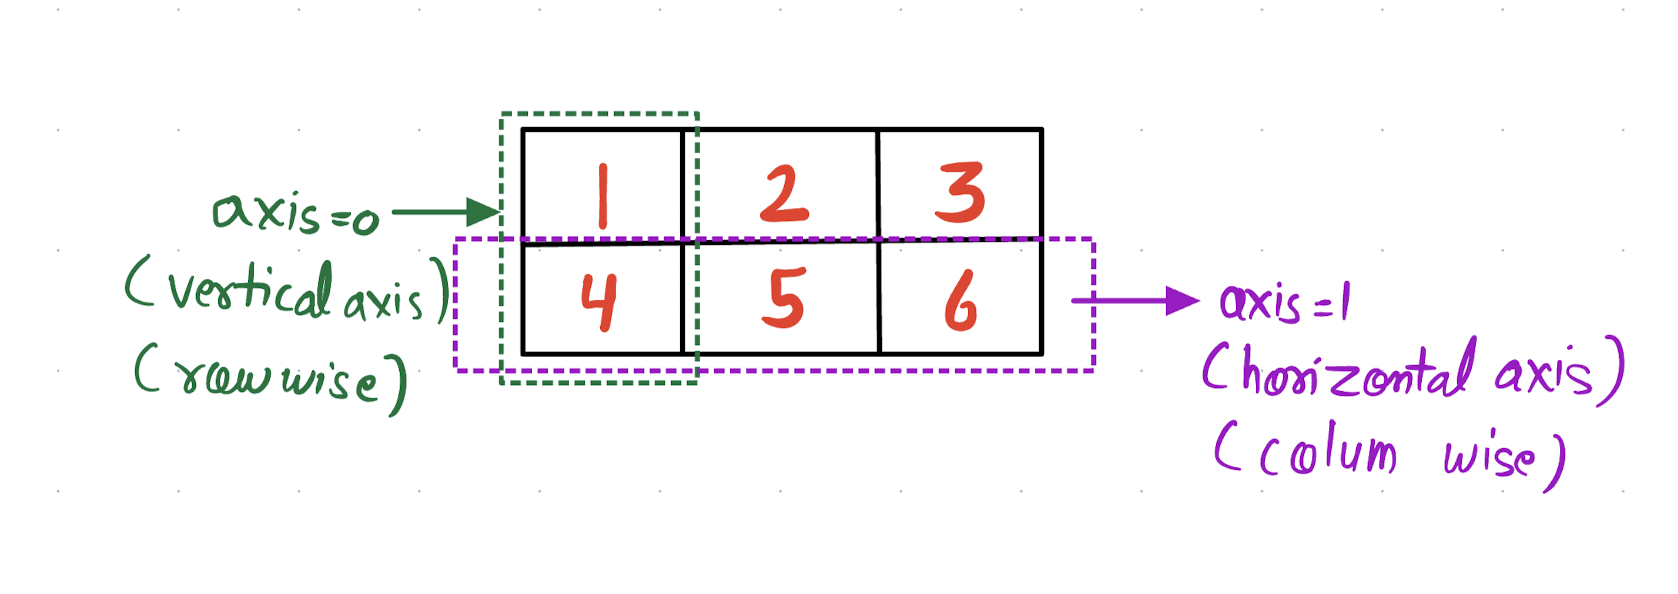 1 2 3
4 5 6
axis=0
(vertical axis)
(row wise)
axis=1
(horizontal axis)
(colum wise)